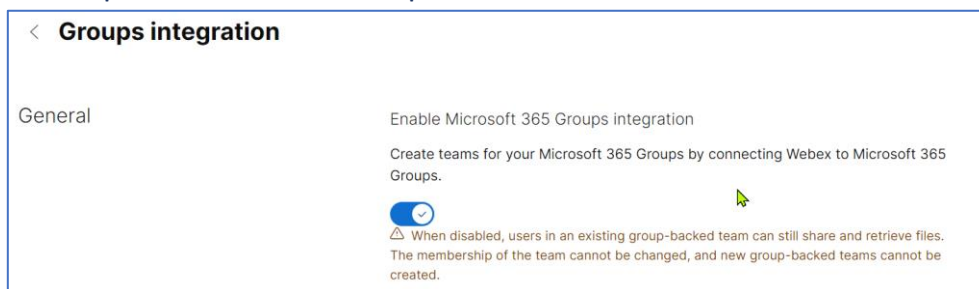 Groups integration
General
Enable Microsoft 365 Groups integration
Create teams for your Microsoft 365 Groups by connecting Webex to Microsoft 365
Groups.
When disabled, users in an existing group-backed team can still share and retrieve files.
The membership of the team cannot be changed, and new group-backed teams cannot be
created.